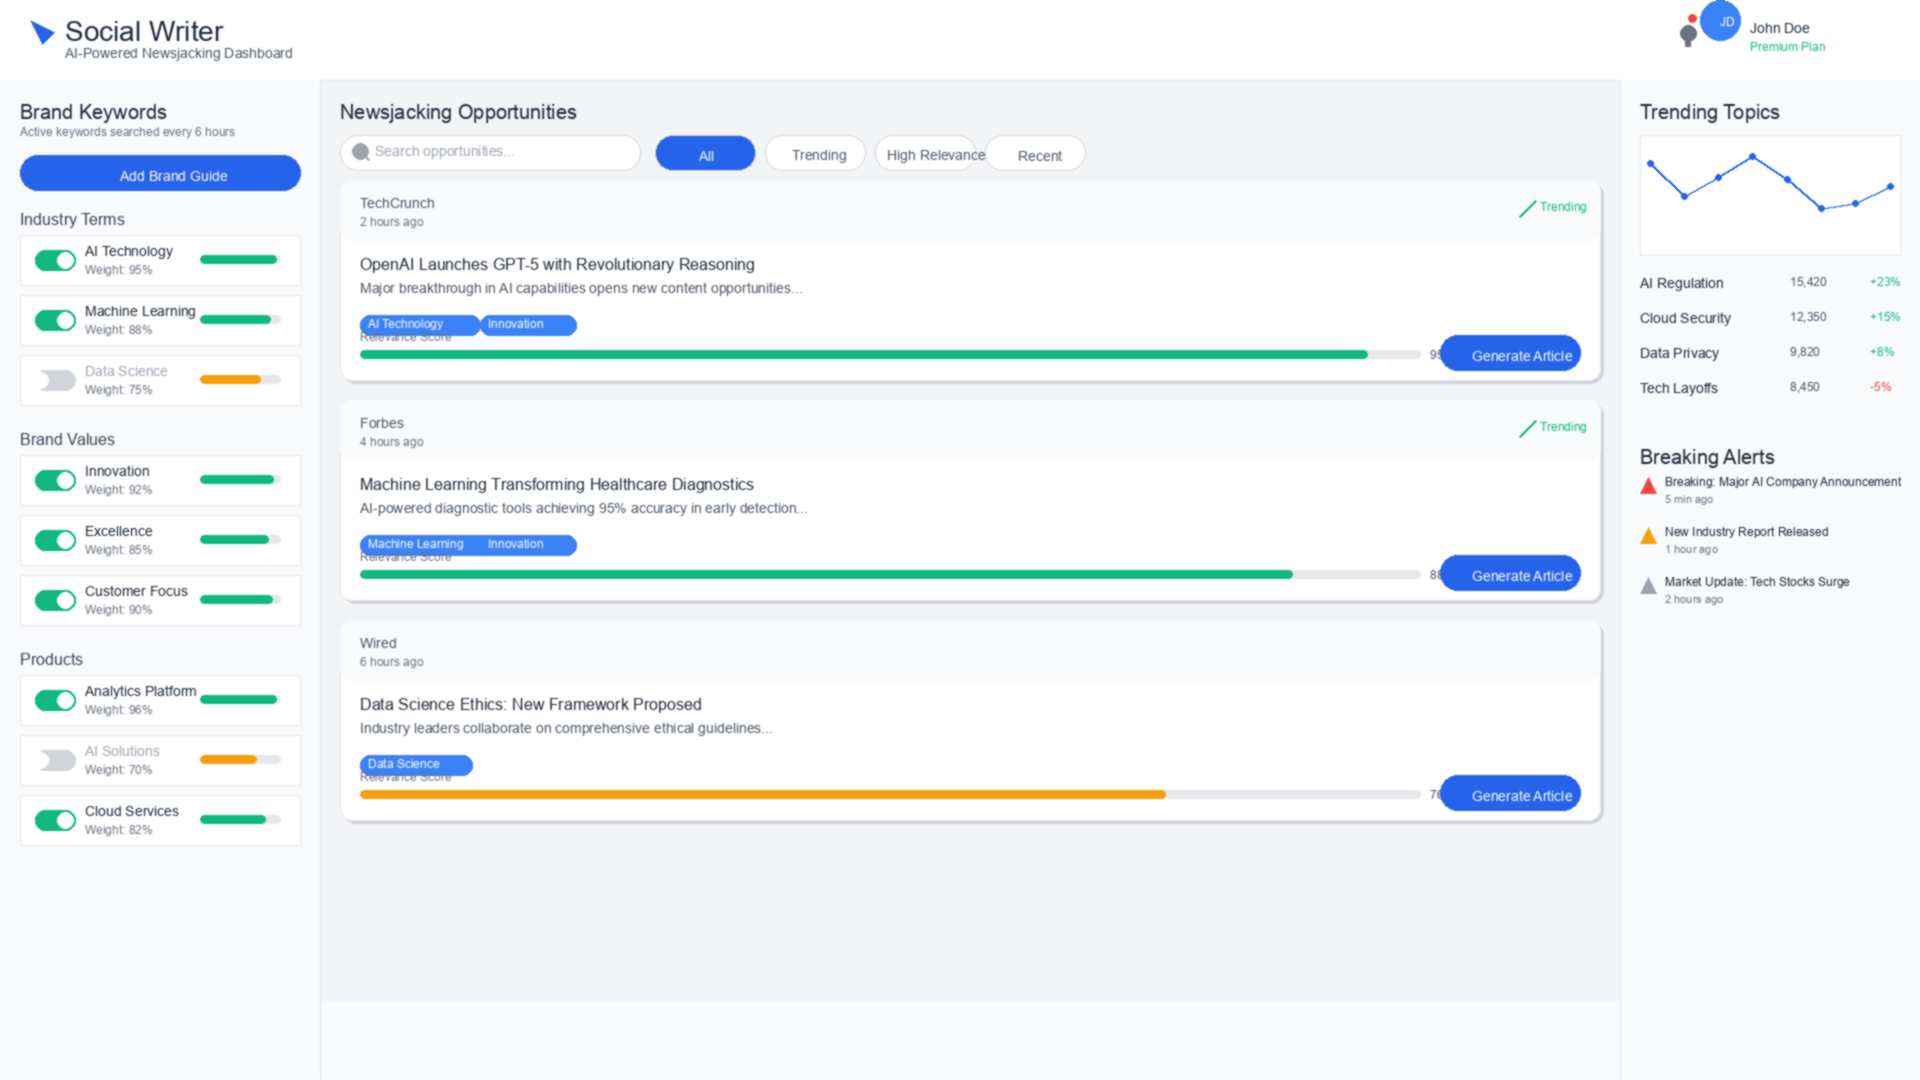 Social Writer
AI-Powered Newsjacking Dashboard
JD
John Doe
Premium Plan
Brand Keywords
Active keywords searched every 6 hours
Add Brand Guide
Industry Terms
AI Technology
Weight: 95%
Machine Learning
Weight: 88%
Data Science
Weight: 75%
Brand Values
Innovation
Weight: 92%
Excellence
Weight: 85%
Customer Focus
Weight: 90%
Products
Analytics Platform
Weight: 96%
AI Solutions
Weight: 70%
Cloud Services
Weight: 82%
Newsjacking Opportunities
Search opportunities...
All
Trending
High Relevance
Recent
TechCrunch
2 hours ago
Trending
OpenAI Launches GPT-5 with Revolutionary Reasoning
Major breakthrough in AI capabilities opens new content opportunities...
AI Technology
Innovation
Relevance Score
95
Generate Article
Forbes
4 hours ago
Trending
Machine Learning Transforming Healthcare Diagnostics
AI-powered diagnostic tools achieving 95% accuracy in early detection...
Machine Learning
Innovation
Relevance Score
88
Generate Article
Wired
6 hours ago
Data Science Ethics: New Framework Proposed
Industry leaders collaborate on comprehensive ethical guidelines...
Data Science
Relevance Score
76
Generate Article
Trending Topics
AI Regulation 15,420 +23%
Cloud Security 12,350 +15%
Data Privacy 9,820 +8%
Tech Layoffs 8,450 -5%
Breaking Alerts
Breaking: Major AI Company Announcement
5 min ago
New Industry Report Released
1 hour ago
Market Update: Tech Stocks Surge
2 hours ago